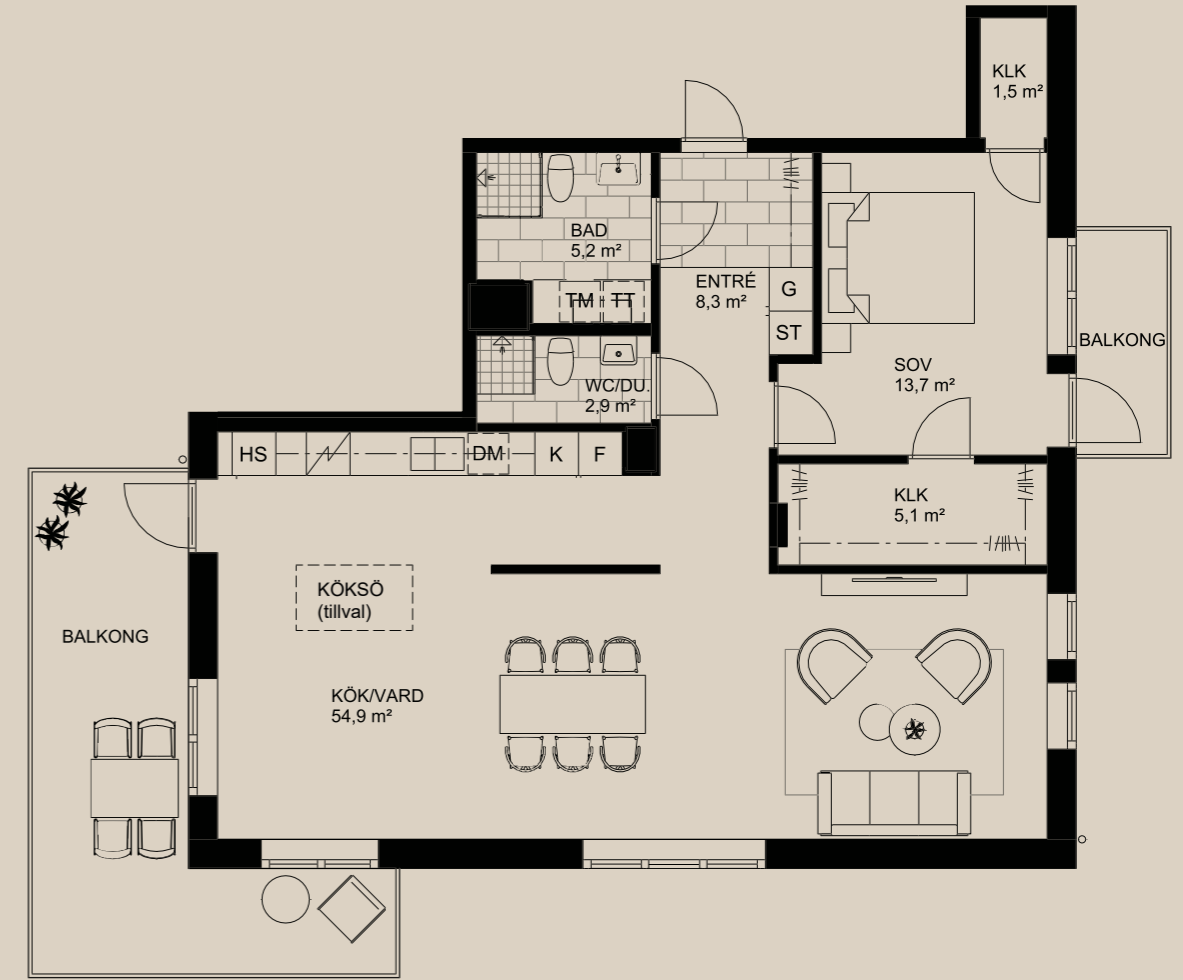 KLK
1,5 m²
BAD
5,2 m²
TM TT
ENTRÉ
8,3 m²
G
ST
BALKONG
SOV
13,7 m²
WC/DU.
2,9 m²
HS
DM
K
F
KLK
5,1 m²
KÖKSÖ
(tillval)
BALKONG
KÖK/VARD
54,9 m²